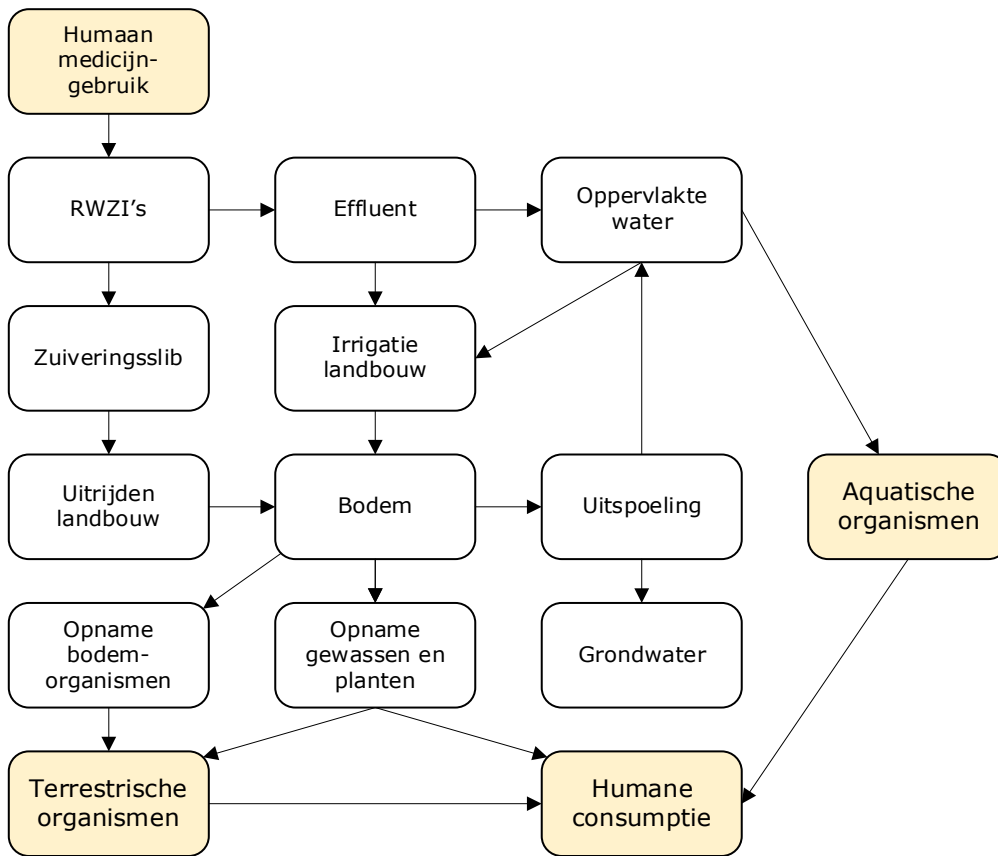 Humaan
medicijn-
gebruik
RWZI’s
Effluent
Oppervlakte
water
Zuiveringsslib
Irrigatie
landbouw
Uitrijden
landbouw
Bodem
Uitspoeling
Aquatische
organismen
Opname
bodem-
organismen
Opname
gewassen en
planten
Grondwater
Terrestrische
organismen
Humane
consumptie